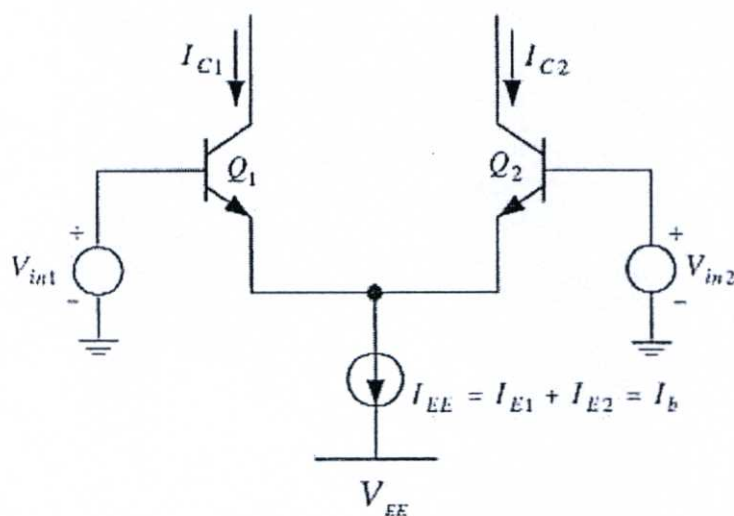 I_C1
I_C2
Q_1
Q_2
+
+
V_in1
V_in2
-
-
I_EE = I_E1 + I_E2 = I_b
V_EE